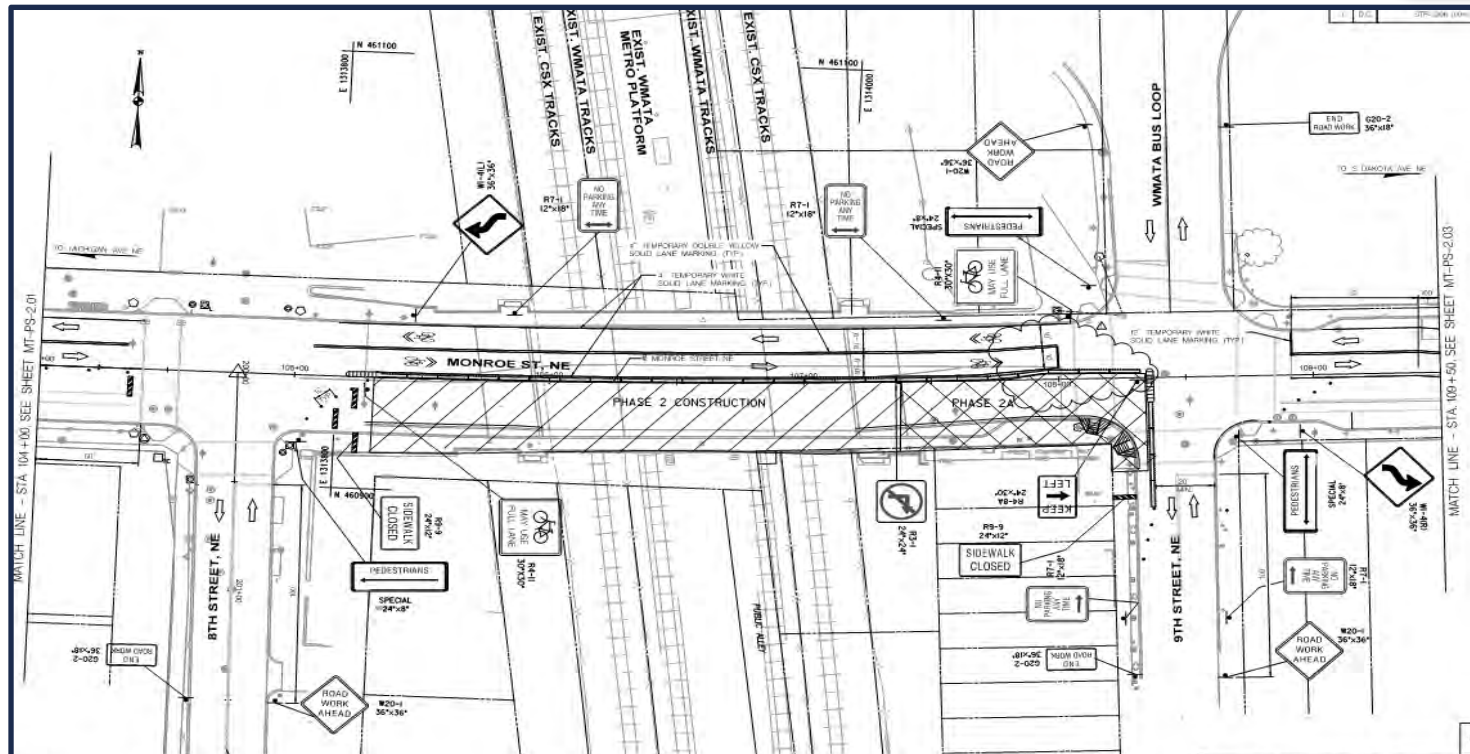 N 461100
E 1313800
EXIST. CSX TRACKS
EXIST. WMATA TRACKS
EXIST. WMATA
METRO PLATFORM
EXIST. WMATA TRACKS
EXIST. CSX TRACKS
N 461100
E 1314000
WMATA BUS LOOP
END
ROAD WORK
G20-2
36"x18"
TO S DAKOTA AVE NE
ROAD
WORK
AHEAD
W20-1
36"x36"
36"x36"
R7-1
12"x18"
NO
PARKING
ANY
TIME
R7-1
12"x18"
NO
PARKING
ANY
TIME
SPECIAL
24"x8"
PEDESTRIANS
R4-11
30"x30"
MAY USE
FULL LANE
TO MICHIGAN AVE NE
4" TEMPORARY DOUBLE YELLOW
SOLID LANE MARKING (TYP.)
4" TEMPORARY WHITE
SOLID LANE MARKING (TYP.)
12" TEMPORARY WHITE
SOLID LANE MARKING (TYP.)
MATCH LINE - STA 104+00, SEE SHEET MT-PS-2.01
MATCH LINE - STA. 109+50, SEE SHEET MT-PS-2.03
MONROE ST, NE
MONROE STREET NE
105+00
106+00
107+00
108+00
109+00
200+00
PHASE 2 CONSTRUCTION
PHASE 2A
E 1313800
N 460900
SIDEWALK
CLOSED
R9-9
24"x12"
PEDESTRIANS
SPECIAL
24"x8"
MAY USE
FULL LANE
R4-11
30"x30"
R3-1
24"x24"
KEEP
LEFT
R4-8A
24"x30"
R9-9
24"x12"
SIDEWALK
CLOSED
R7-1
12"x18"
NO
PARKING
ANY
TIME
PEDESTRIANS
SPECIAL
24"x8"
36"x36"
NO
PARKING
ANY
TIME
R7-1
12"x18"
8TH STREET, NE
201+00
PUBLIC ALLEY
9TH STREET, NE
END
ROAD WORK
G20-2
36"x18"
ROAD
WORK
AHEAD
W20-1
36"x36"
END
ROAD WORK
G20-2
36"x18"
ROAD
WORK
AHEAD
W20-1
36"x36"